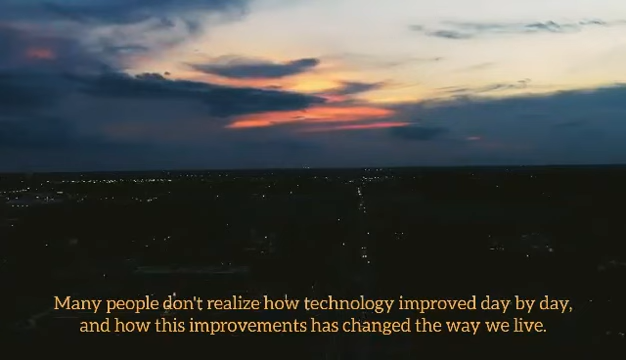 Many people don't realize how technology improved day by day,
and how this improvements has changed the way we live.